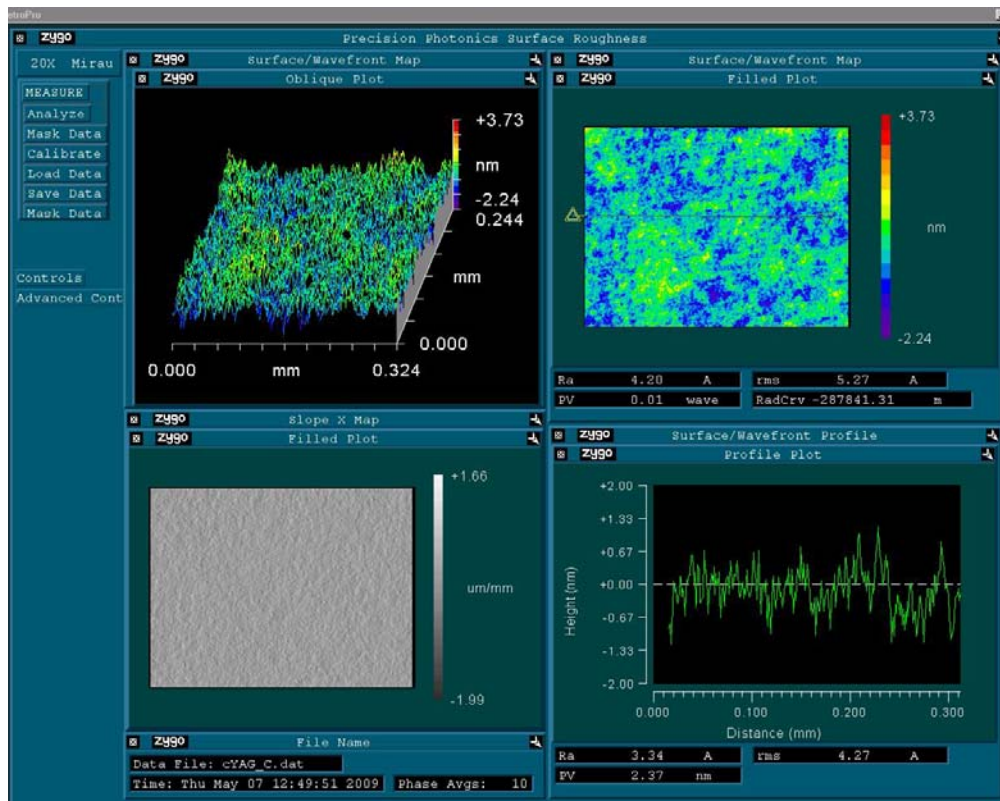 etroPro
zygo Precision Photonics Surface Roughness
20X Mirau
MEASURE
Analyze
Mask Data
Calibrate
Load Data
Save Data
Mask Data
Controls
Advanced Cont
zygo Surface/Wavefront Map
zygo Oblique Plot
+3.73
nm
-2.24
0.244
mm
0.000
0.000 mm 0.324
zygo Surface/Wavefront Map
zygo Filled Plot
+3.73
nm
-2.24
Ra 4.20 A rms 5.27 A
PV 0.01 wave RadCrv -287841.31 m
zygo Slope X Map
zygo Filled Plot
+1.66
um/mm
-1.99
zygo Surface/Wavefront Profile
zygo Profile Plot
+2.00
+1.33
+0.67
+0.00
-0.67
-1.33
-2.00
Height (nm)
0.000 0.100 0.200 0.300
Distance (mm)
Ra 3.34 A rms 4.27 A
PV 2.37 nm
zygo File Name
Data File: cYAG_C.dat
Time: Thu May 07 12:49:51 2009 Phase Avgs: 10